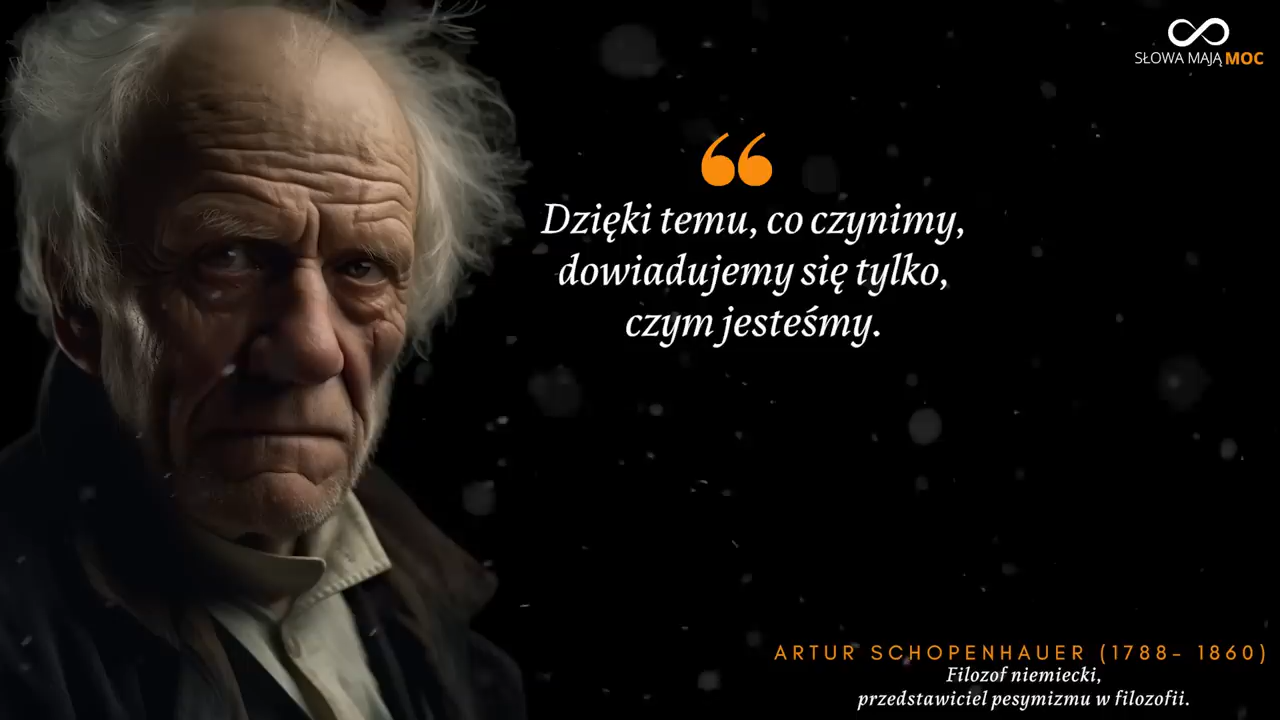 SŁOWA MAJĄ MOC
Dzięki temu, co czynimy,
dowiadujemy się tylko,
czym jesteśmy.
ARTUR SCHOPENHAUER (1788- 1860)
Filozof niemiecki,
przedstawiciel pesymizmu w filozofii.